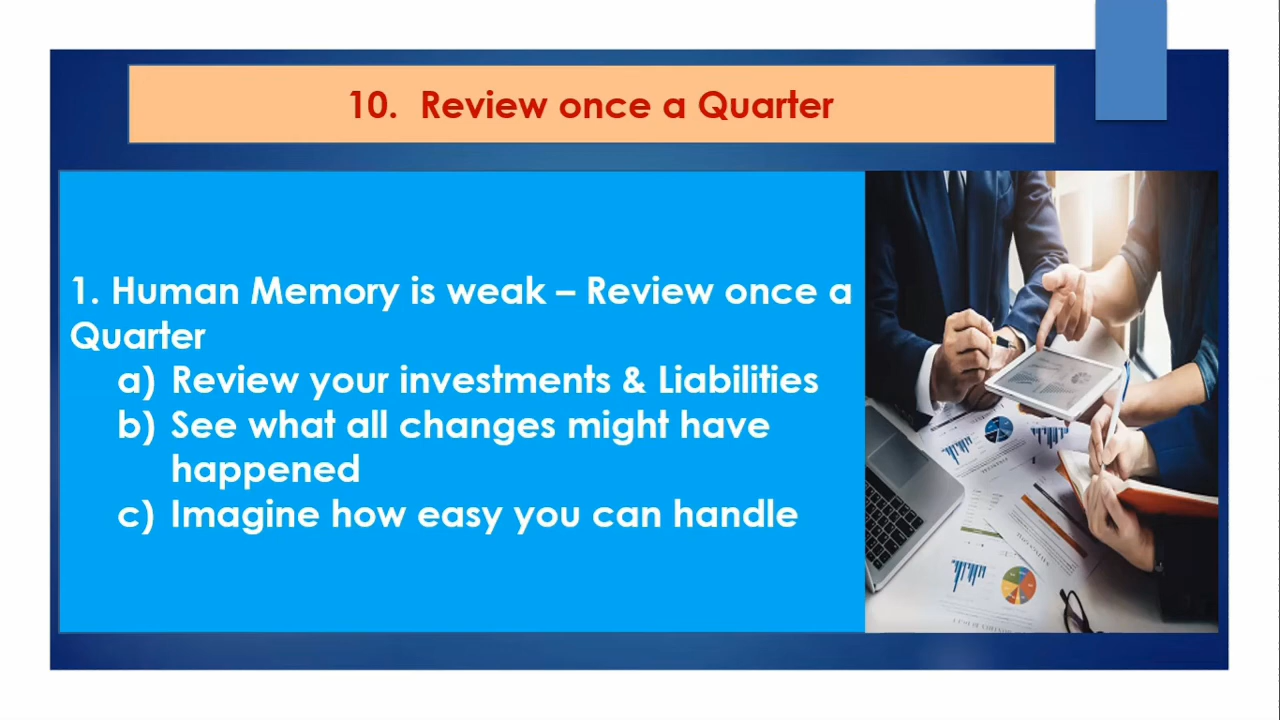 10. Review once a Quarter
1. Human Memory is weak – Review once a
Quarter
a) Review your investments & Liabilities
b) See what all changes might have
happened
c) Imagine how easy you can handle